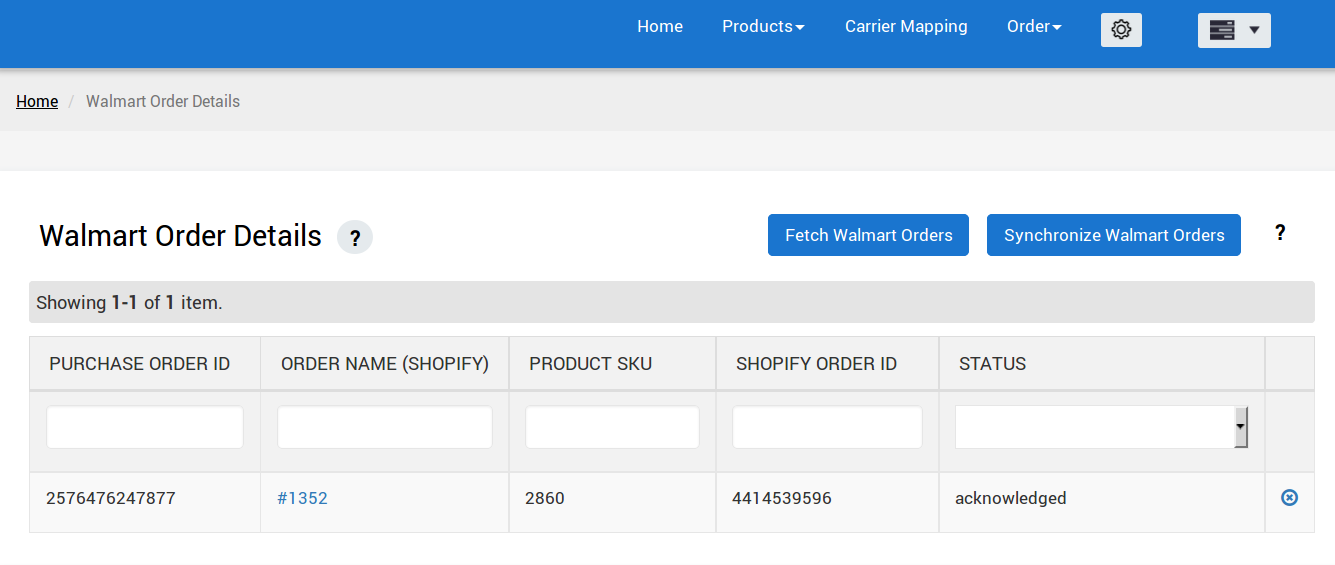 Home Products Carrier Mapping Order
Home / Walmart Order Details
Walmart Order Details ? Fetch Walmart Orders Synchronize Walmart Orders ?
Showing 1-1 of 1 item.
PURCHASE ORDER ID ORDER NAME (SHOPIFY) PRODUCT SKU SHOPIFY ORDER ID STATUS
2576476247877 #1352 2860 4414539596 acknowledged